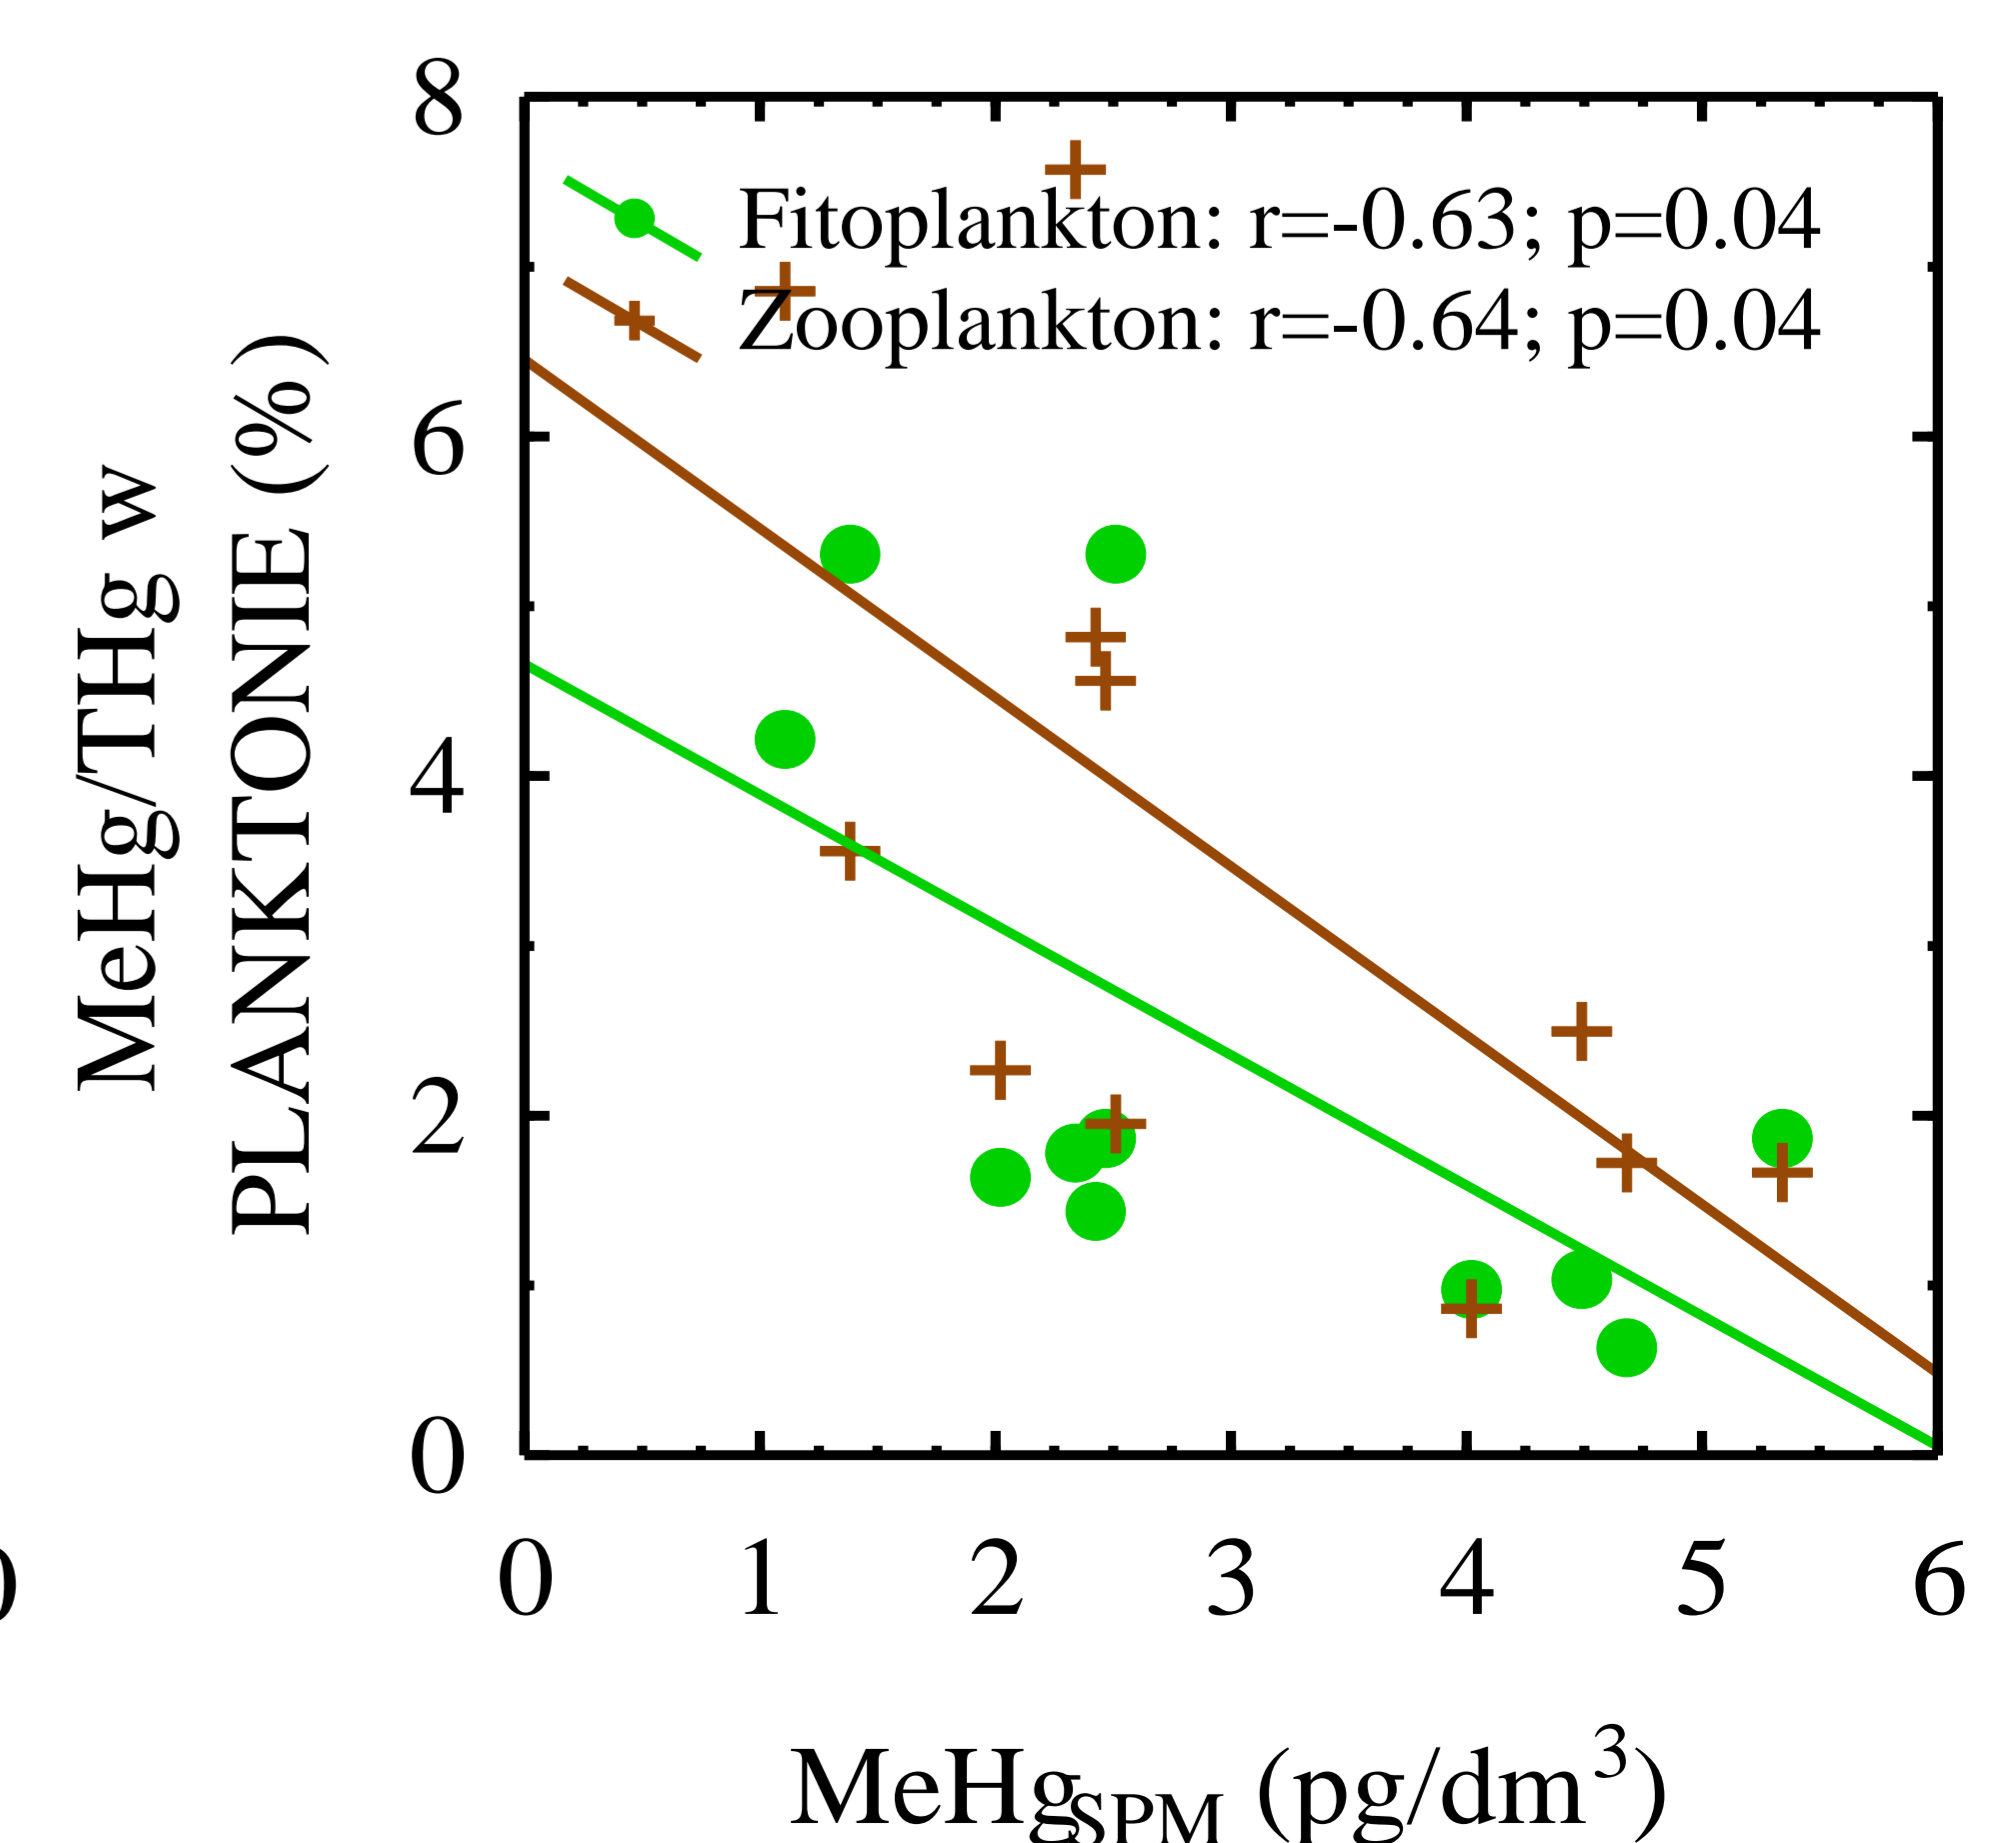 MeHg/THg w
PLANKTONIE (%)
8
6
4
2
0
Fitoplankton: r=-0.63; p=0.04
Zooplankton: r=-0.64; p=0.04
0 1 2 3 4 5 6
MeHgSPM (pg/dm³)